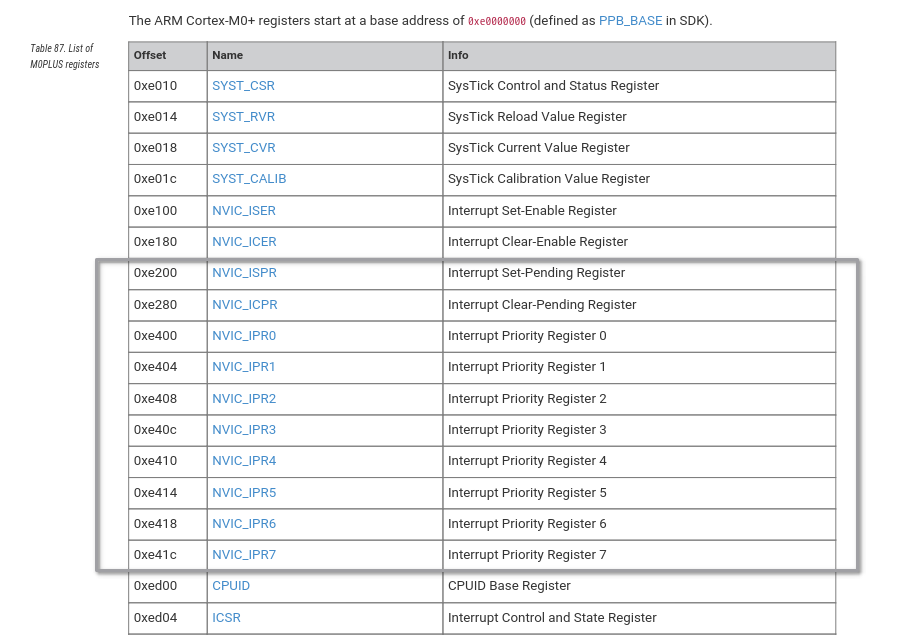 The ARM Cortex-M0+ registers start at a base address of 0xe0000000 (defined as PPB_BASE in SDK).
Table 87. List of
M0PLUS registers
Offset Name Info
0xe010 SYST_CSR SysTick Control and Status Register
0xe014 SYST_RVR SysTick Reload Value Register
0xe018 SYST_CVR SysTick Current Value Register
0xe01c SYST_CALIB SysTick Calibration Value Register
0xe100 NVIC_ISER Interrupt Set-Enable Register
0xe180 NVIC_ICER Interrupt Clear-Enable Register
0xe200 NVIC_ISPR Interrupt Set-Pending Register
0xe280 NVIC_ICPR Interrupt Clear-Pending Register
0xe400 NVIC_IPR0 Interrupt Priority Register 0
0xe404 NVIC_IPR1 Interrupt Priority Register 1
0xe408 NVIC_IPR2 Interrupt Priority Register 2
0xe40c NVIC_IPR3 Interrupt Priority Register 3
0xe410 NVIC_IPR4 Interrupt Priority Register 4
0xe414 NVIC_IPR5 Interrupt Priority Register 5
0xe418 NVIC_IPR6 Interrupt Priority Register 6
0xe41c NVIC_IPR7 Interrupt Priority Register 7
0xed00 CPUID CPUID Base Register
0xed04 ICSR Interrupt Control and State Register